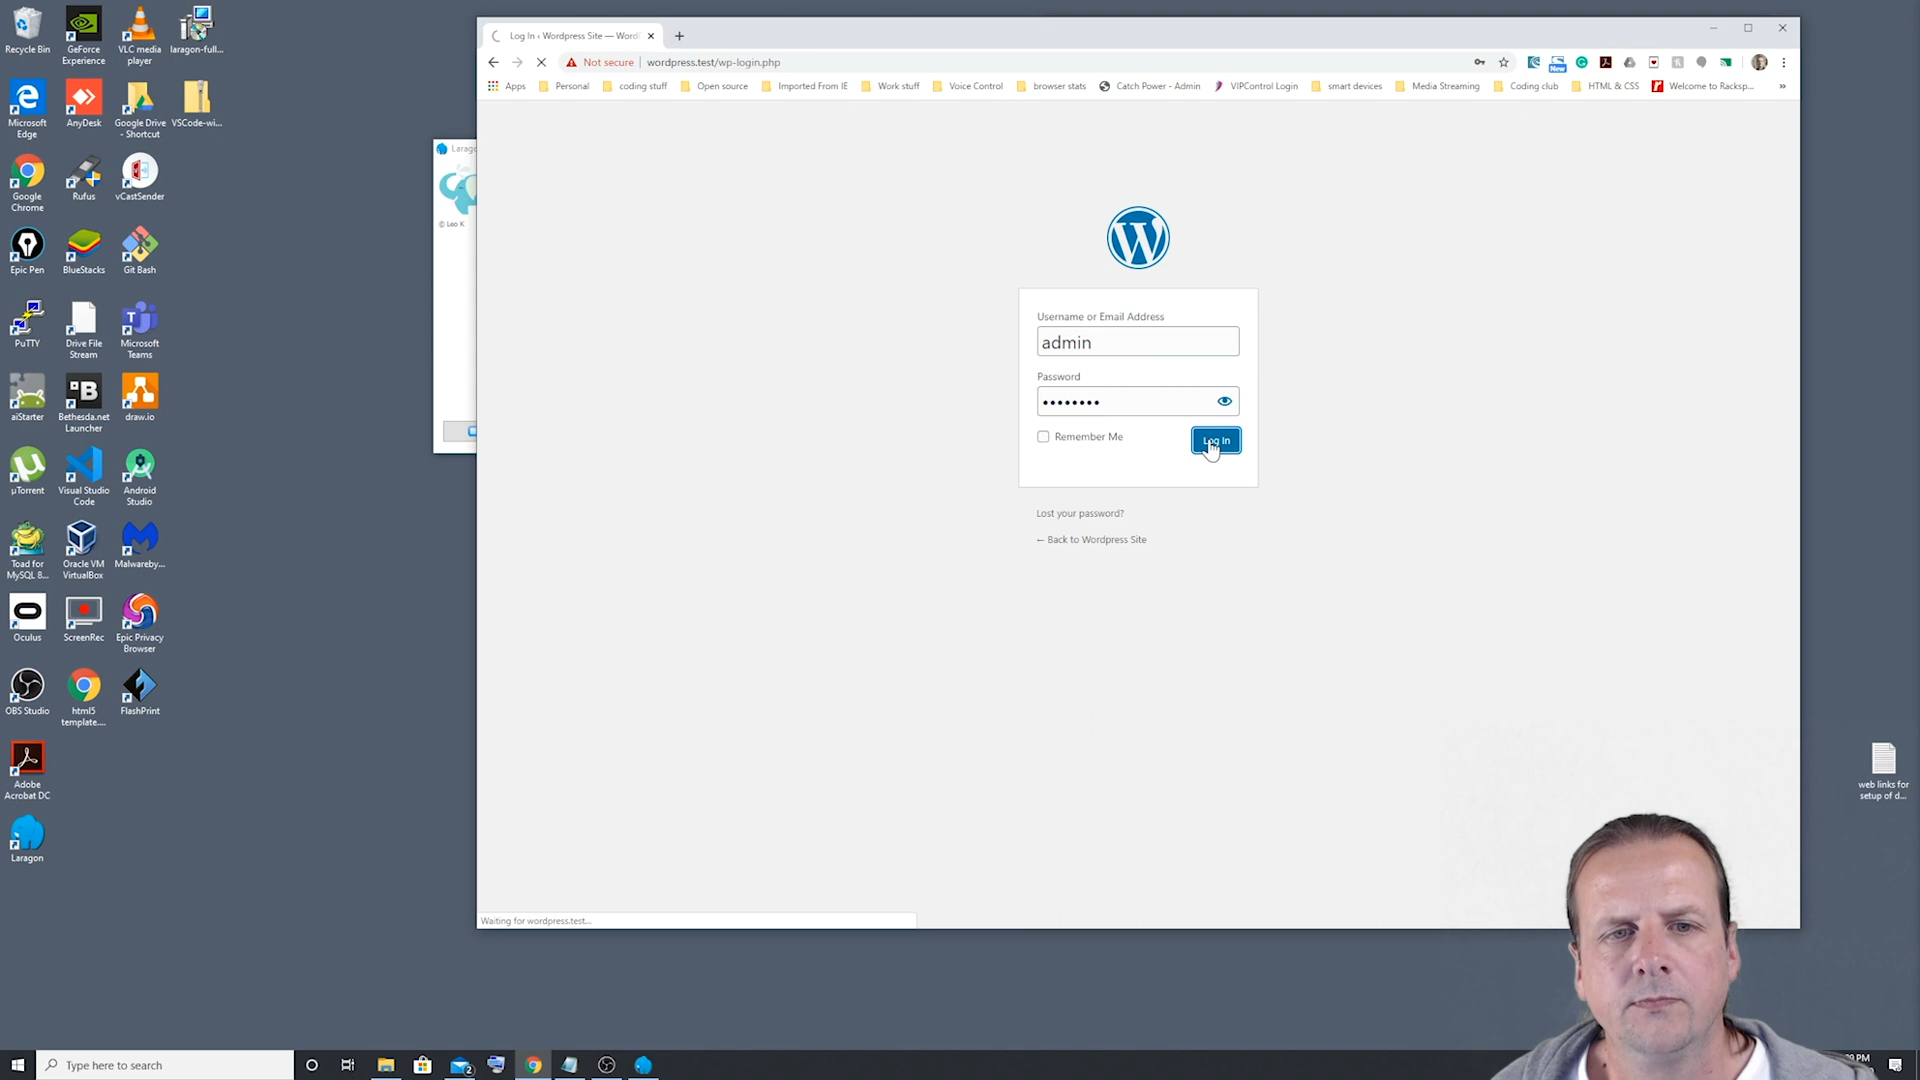 Recycle Bin
GeForce Experience
VLC media player
laragon-full...
Microsoft Edge
AnyDesk
Google Drive - Shortcut
VSCode-wi...
Google Chrome
Rufus
vCastSender
Epic Pen
BlueStacks
Git Bash
PuTTY
Drive File Stream
Microsoft Teams
aiStarter
Bethesda.net Launcher
draw.io
µTorrent
Visual Studio Code
Android Studio
Toad for MySQL 8...
Oracle VM VirtualBox
Malwareby...
Oculus
ScreenRec
Epic Privacy Browser
OBS Studio
html5 template....
FlashPrint
Adobe Acrobat DC
Laragon
© Leo K
Log In ‹ Wordpress Site — Word
Not secure | wordpress.test/wp-login.php
New
Apps Personal coding stuff Open source Imported From IE Work stuff Voice Control browser stats Catch Power - Admin VIPControl Login smart devices Media Streaming Coding club HTML & CSS Welcome to Racksp... »
Username or Email Address
admin
Password
••••••••
Remember Me
Log In
Lost your password?
← Back to Wordpress Site
Waiting for wordpress.test...
web links for setup of d...
Type here to search
2
PM